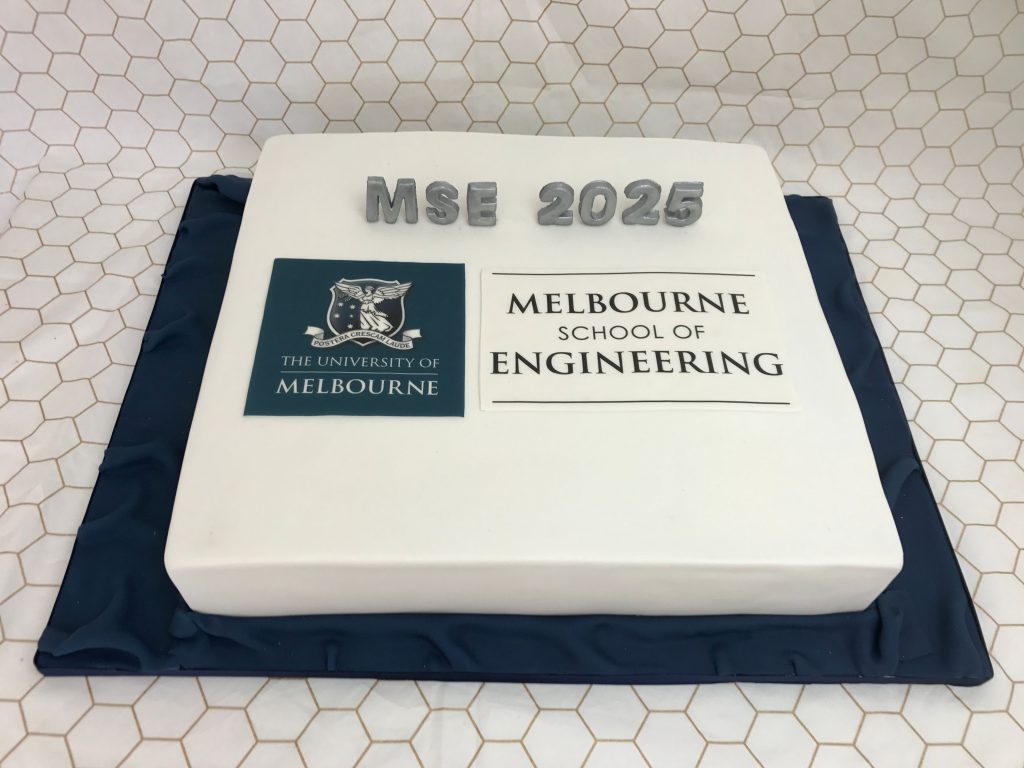 MSE 2025
POSTERA CRESCAM LAUDE
THE UNIVERSITY OF
MELBOURNE
MELBOURNE
SCHOOL OF
ENGINEERING